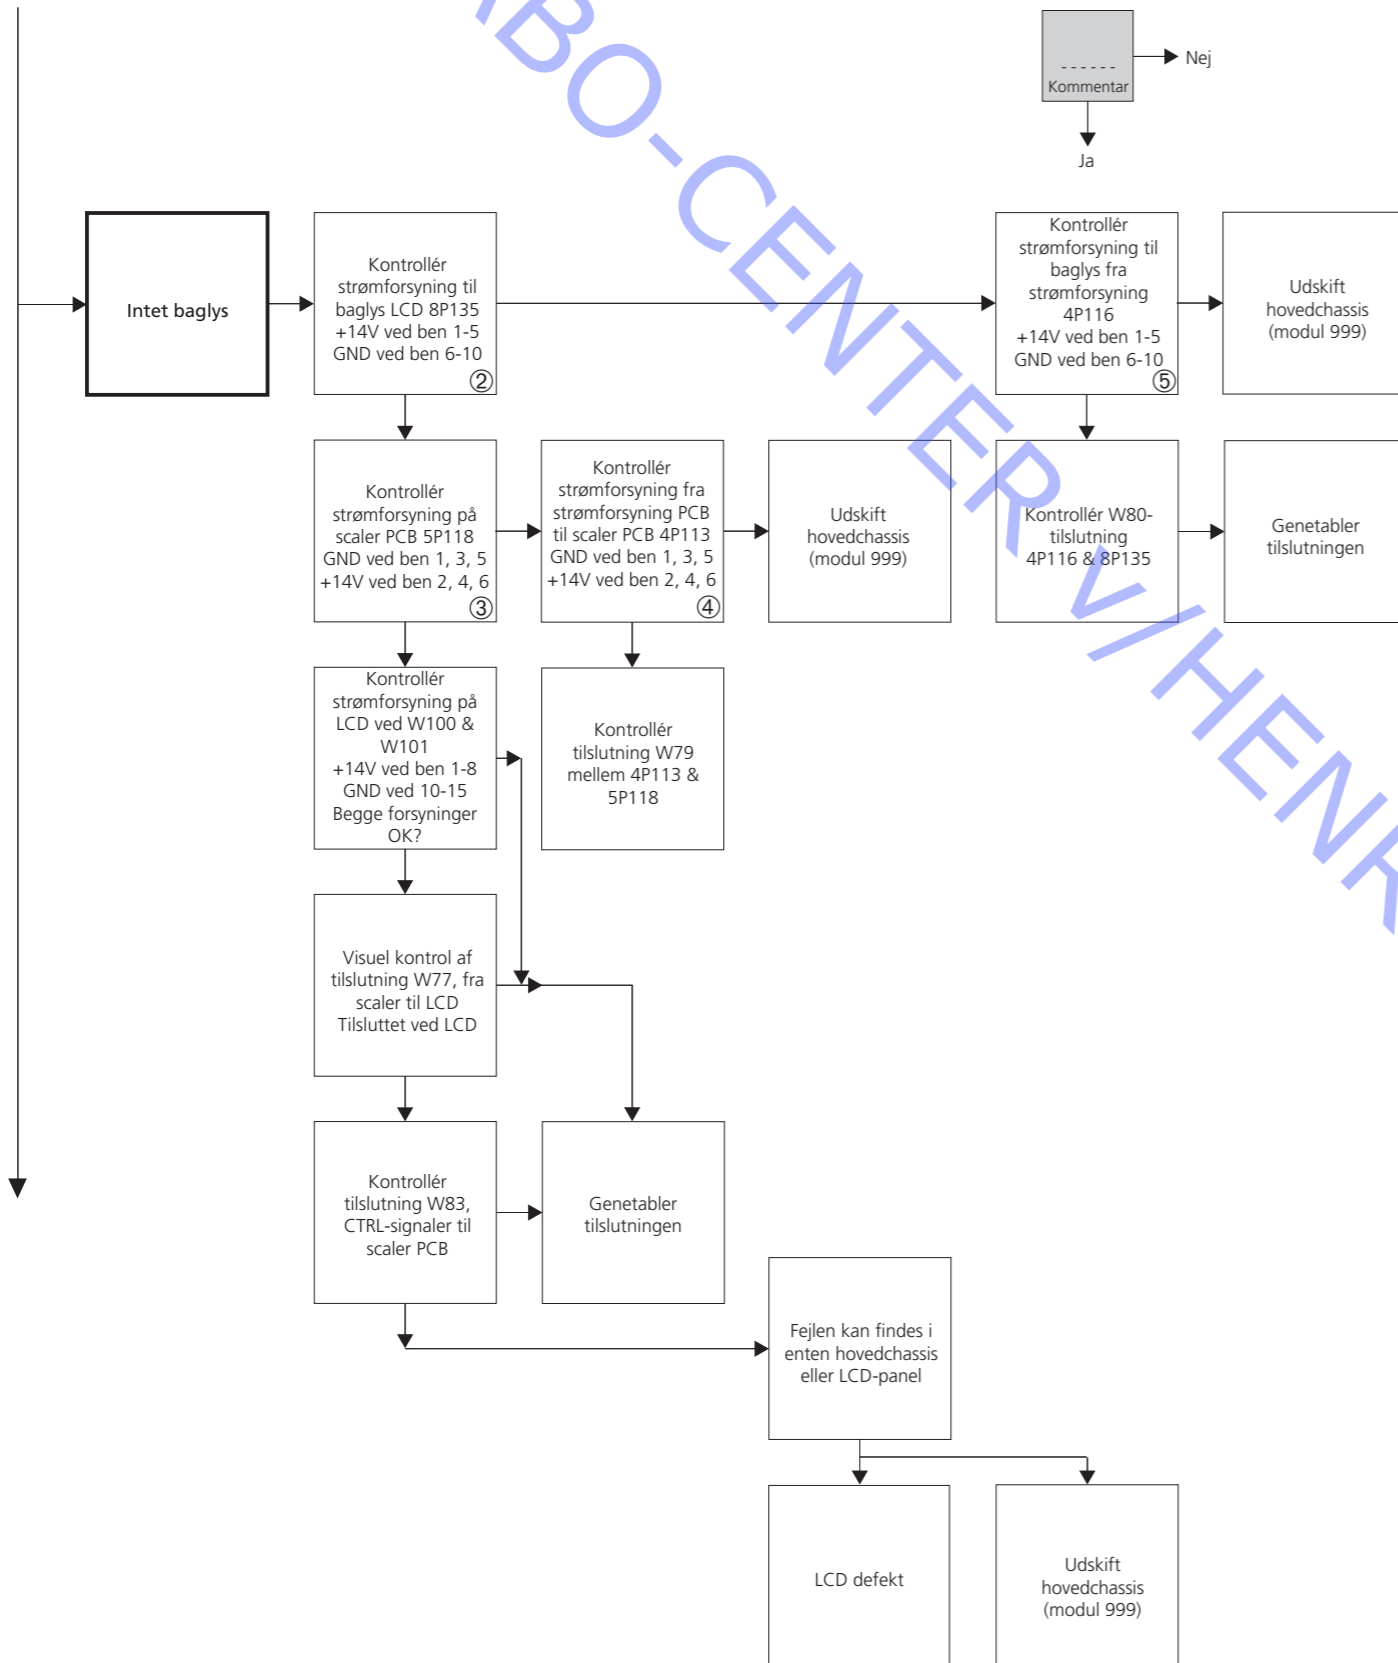 Nej
- - - - - -
Kommentar
Ja
Intet baglys
Kontrollér
strømforsyning til
baglys LCD 8P135
+14V ved ben 1-5
GND ved ben 6-10
②
Kontrollér
strømforsyning til
baglys fra
strømforsyning
4P116
+14V ved ben 1-5
GND ved ben 6-10
⑤
Udskift
hovedchassis
(modul 999)
Kontrollér
strømforsyning på
scaler PCB 5P118
GND ved ben 1, 3, 5
+14V ved ben 2, 4, 6
③
Kontrollér
strømforsyning fra
strømforsyning PCB
til scaler PCB 4P113
GND ved ben 1, 3, 5
+14V ved ben 2, 4, 6
④
Udskift
hovedchassis
(modul 999)
Kontrollér W80-
tilslutning
4P116 & 8P135
Genetabler
tilslutningen
Kontrollér
strømforsyning på
LCD ved W100 &
W101
+14V ved ben 1-8
GND ved 10-15
Begge forsyninger
OK?
Kontrollér
tilslutning W79
mellem 4P113 &
5P118
Visuel kontrol af
tilslutning W77, fra
scaler til LCD
Tilsluttet ved LCD
Kontrollér
tilslutning W83,
CTRL-signaler til
scaler PCB
Genetabler
tilslutningen
Fejlen kan findes i
enten hovedchassis
eller LCD-panel
LCD defekt
Udskift
hovedchassis
(modul 999)
BO-CENTER v/HENR